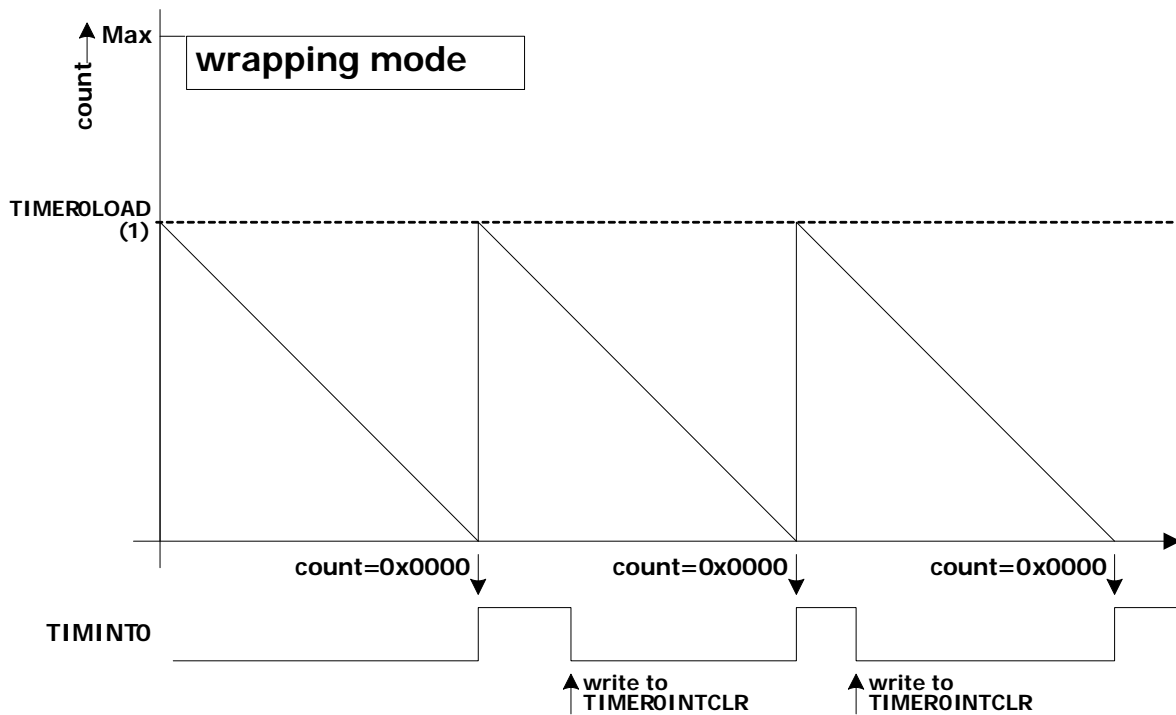 Max
count
wrapping mode
TIMER0LOAD
(1)
count=0x0000
count=0x0000
count=0x0000
TIMINT0
write to
TIMER0INTCLR
write to
TIMER0INTCLR